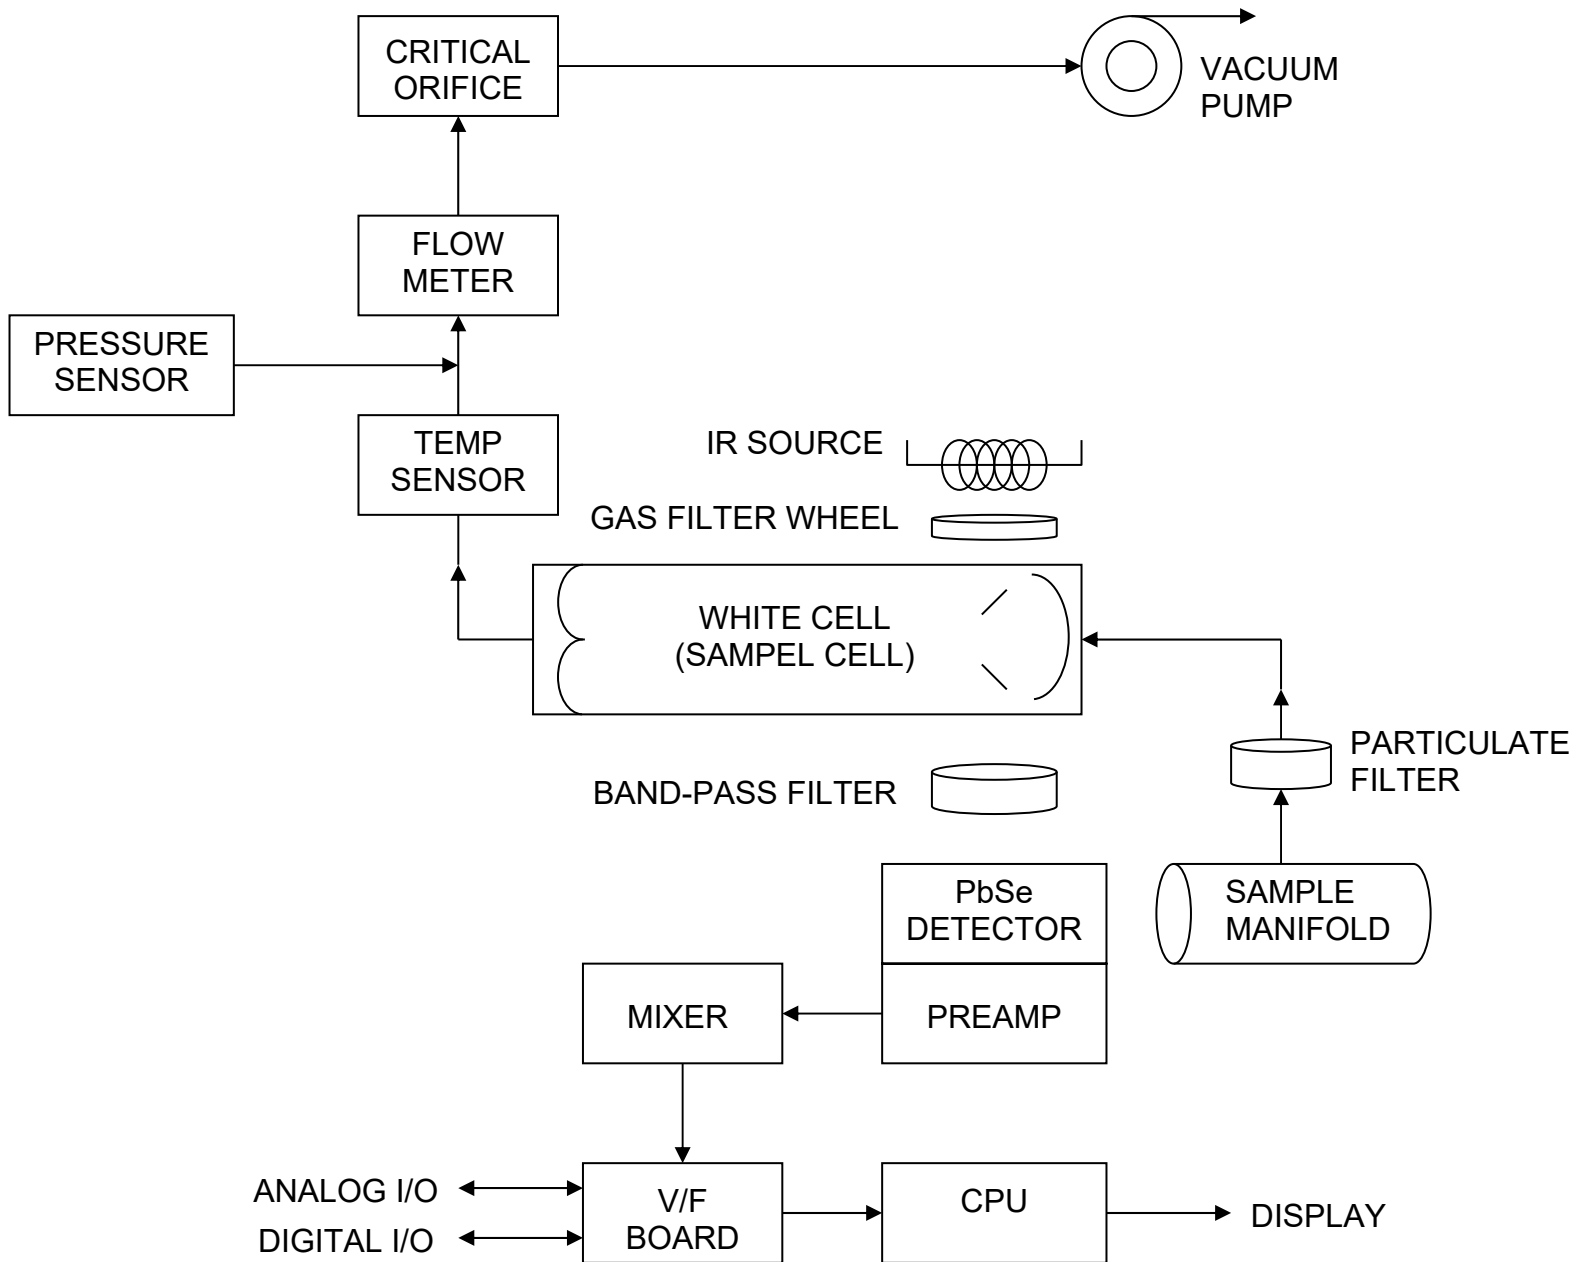 CRITICAL
ORIFICE
VACUUM
PUMP
FLOW
METER
PRESSURE
SENSOR
TEMP
SENSOR
IR SOURCE
GAS FILTER WHEEL
WHITE CELL
(SAMPEL CELL)
PARTICULATE
FILTER
BAND-PASS FILTER
PbSe
DETECTOR
SAMPLE
MANIFOLD
MIXER
PREAMP
ANALOG I/O
DIGITAL I/O
V/F
BOARD
CPU
DISPLAY